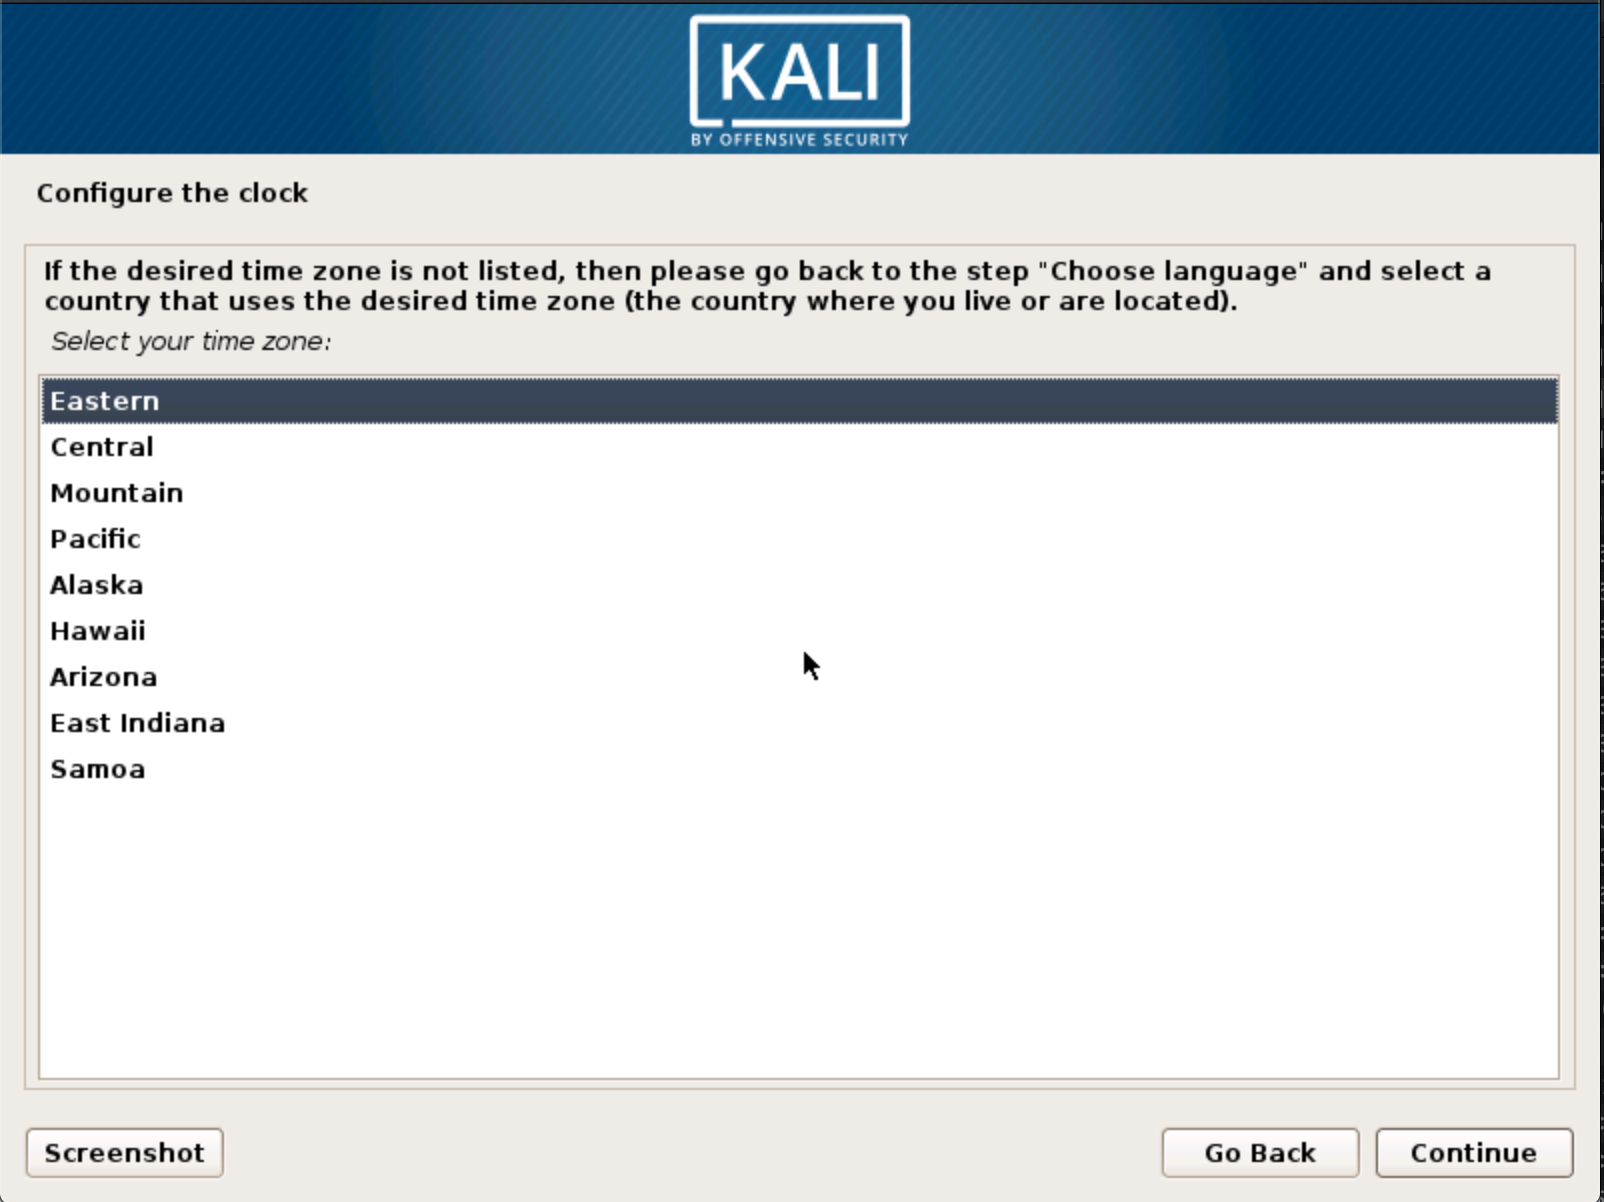 KALI
BY OFFENSIVE SECURITY
Configure the clock
If the desired time zone is not listed, then please go back to the step "Choose language" and select a
country that uses the desired time zone (the country where you live or are located).
Select your time zone:
Eastern
Central
Mountain
Pacific
Alaska
Hawaii
Arizona
East Indiana
Samoa
Screenshot
Go Back
Continue